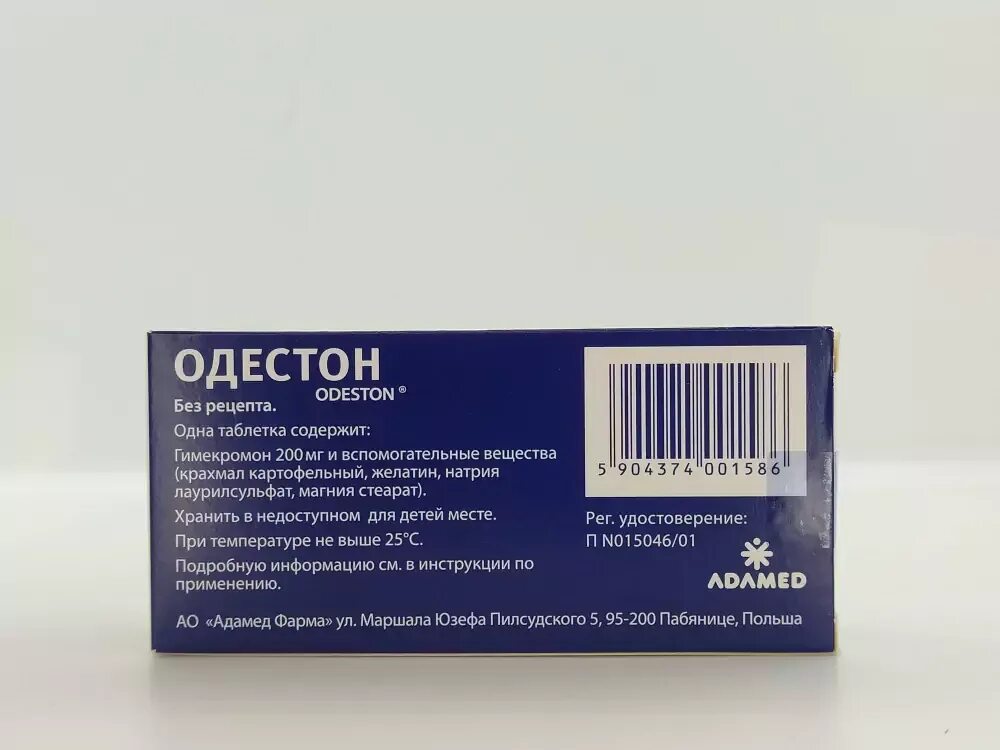 ОДЕСТОН
ODESTON ®
Без рецепта.
Одна таблетка содержит:
Гимекромон 200 мг и вспомогательные вещества
(крахмал картофельный, желатин, натрия
лаурилсульфат, магния стеарат).
Хранить в недоступном для детей месте.
При температуре не выше 25°С.
Подробную информацию см. в инструкции по
применению.
5 904374 001586
Рег. удостоверение:
П N015046/01
ADAMED
АО «Адамед Фарма» ул. Маршала Юзефа Пилсудского 5, 95-200 Пабянице, Польша